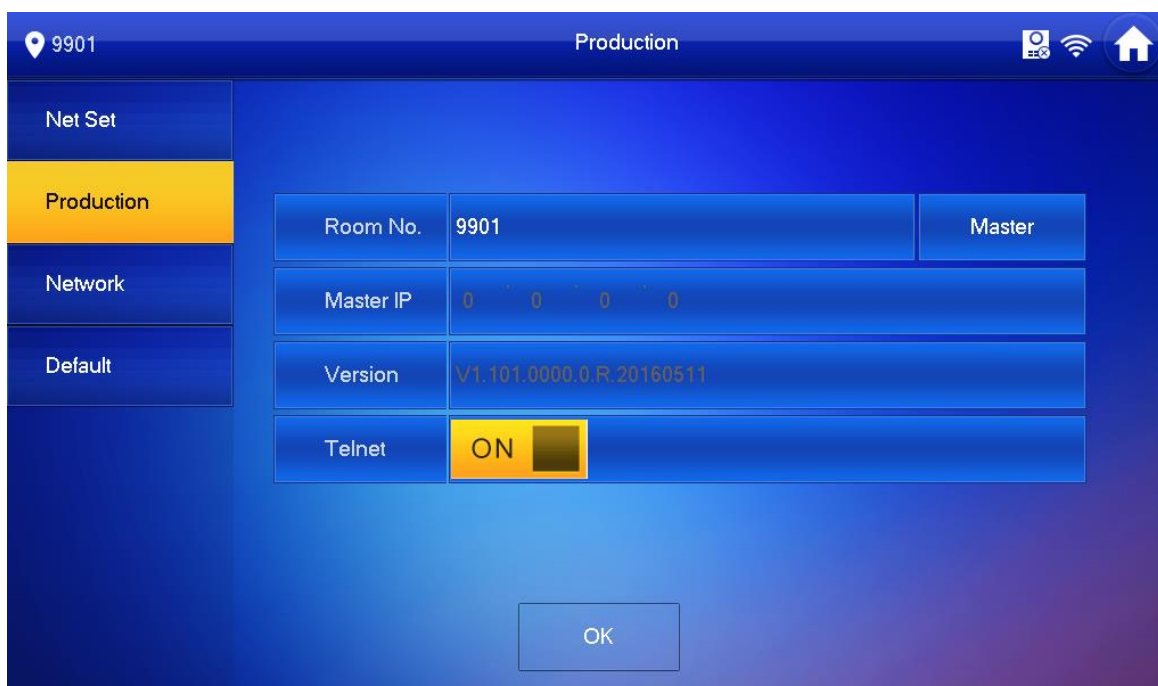 9901 Production
Net Set
Production
Network
Default
Room No. 9901 Master
Master IP 0 . 0 . 0 . 0
Version V1.101.0000.0.R.20160511
Telnet ON
OK